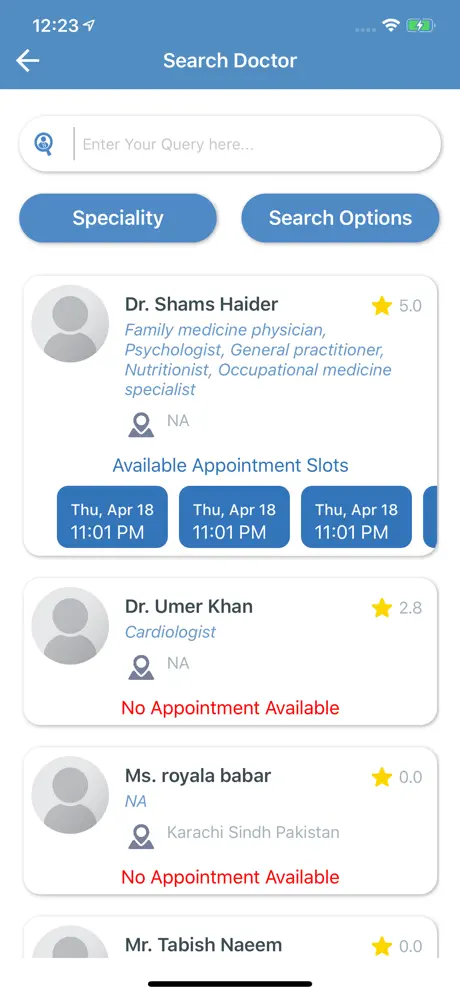 12:23
Search Doctor
Enter Your Query here...
Speciality
Search Options
Dr. Shams Haider
5.0
Family medicine physician,
Psychologist, General practitioner,
Nutritionist, Occupational medicine
specialist
NA
Available Appointment Slots
Thu, Apr 18
11:01 PM
Thu, Apr 18
11:01 PM
Thu, Apr 18
11:01 PM
Dr. Umer Khan
2.8
Cardiologist
NA
No Appointment Available
Ms. royala babar
0.0
NA
Karachi Sindh Pakistan
No Appointment Available
Mr. Tabish Naeem
0.0